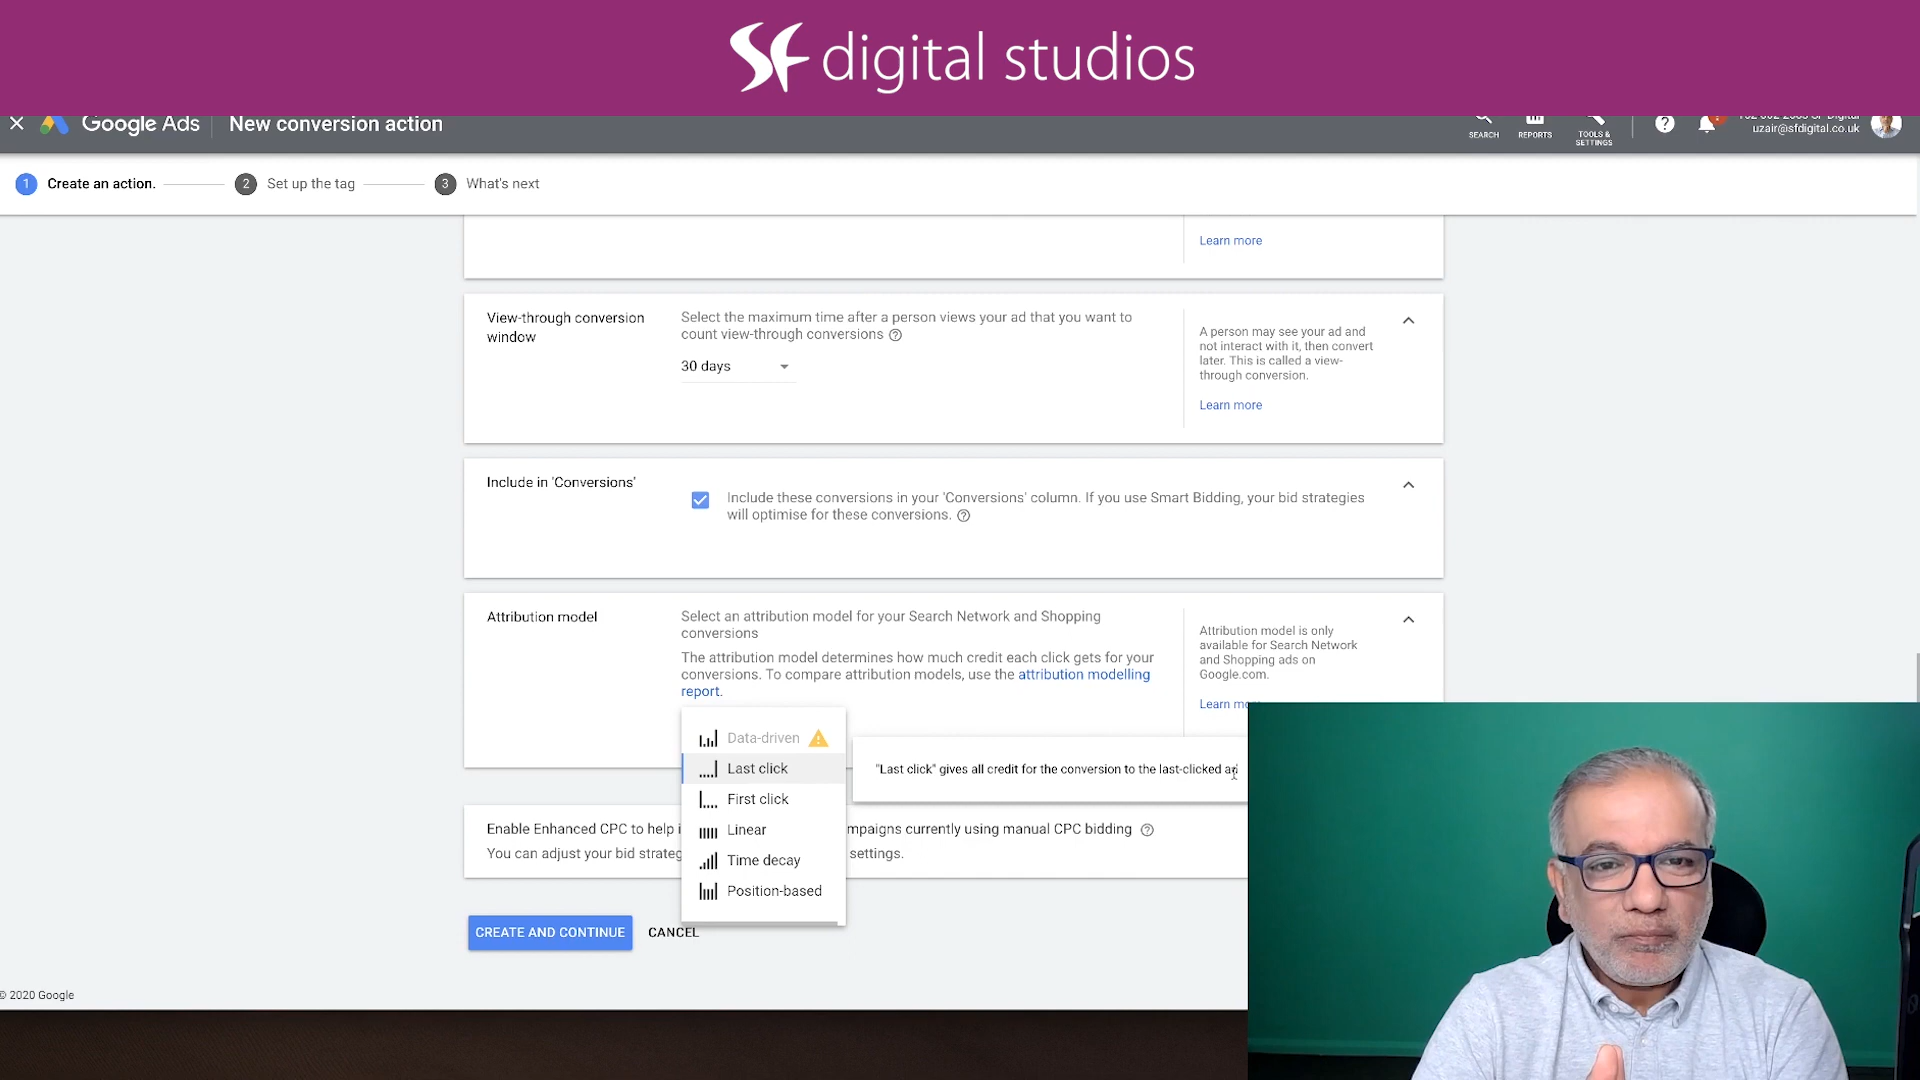 SF digital studios
Google Ads New conversion action
SEARCH REPORTS TOOLS & SETTINGS
uzair@sfdigital.co.uk
1 Create an action. 2 Set up the tag 3 What's next
Learn more
View-through conversion
window
Select the maximum time after a person views your ad that you want to
count view-through conversions
30 days
A person may see your ad and
not interact with it, then convert
later. This is called a view-
through conversion.
Learn more
Include in 'Conversions'
Include these conversions in your 'Conversions' column. If you use Smart Bidding, your bid strategies
will optimise for these conversions.
Attribution model
Select an attribution model for your Search Network and Shopping
conversions
The attribution model determines how much credit each click gets for your
conversions. To compare attribution models, use the attribution modelling
report.
Attribution model is only
available for Search Network
and Shopping ads on
Google.com.
Learn
Data-driven
Last click
First click
Linear
Time decay
Position-based
"Last click" gives all credit for the conversion to the last-clicked
Enable Enhanced CPC to help
currently using manual CPC bidding
You can adjust your bid
settings.
CREATE AND CONTINUE CANCEL
© 2020 Google